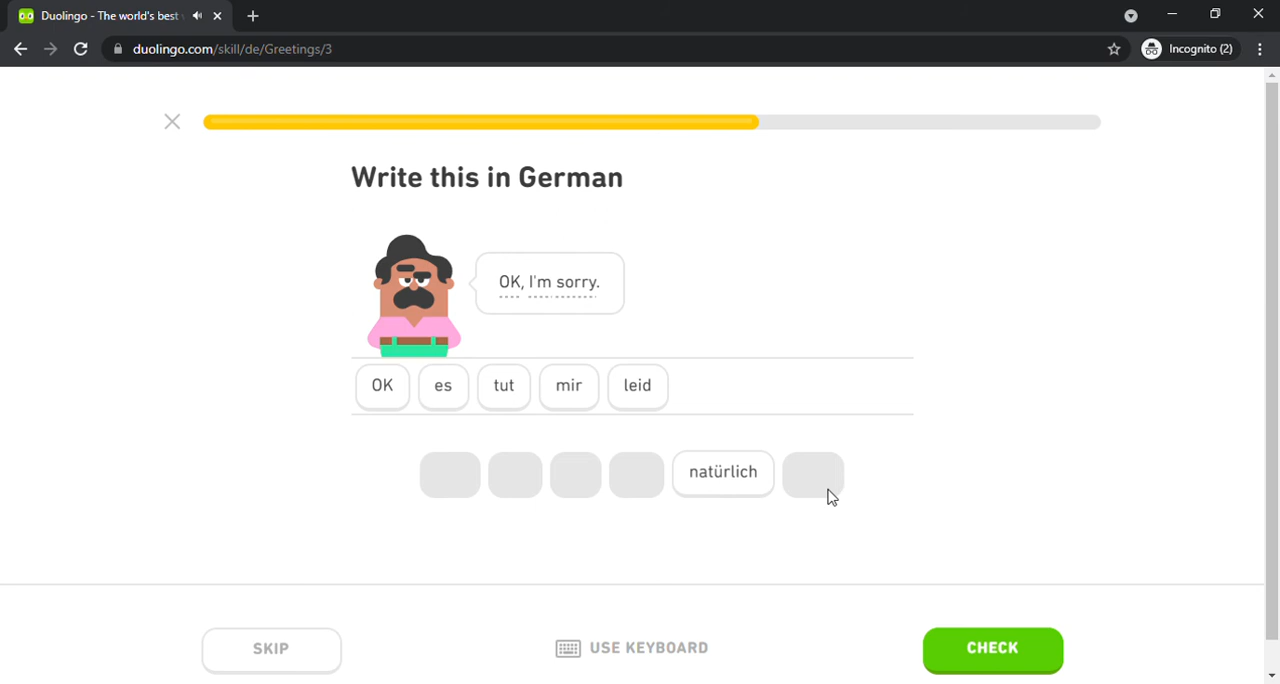 Duolingo - The world's best
duolingo.com/skill/de/Greetings/3
Incognito (2)
Write this in German
OK, I'm sorry.
OK es tut mir leid
natürlich
SKIP
USE KEYBOARD
CHECK